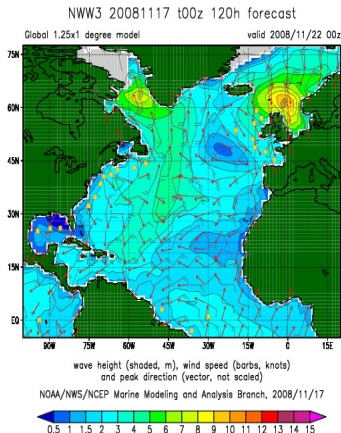 NWW3 20081117 t00z 120h forecast
Global 1.25x1 degree model valid 2008/11/22 00z
75N
60N
45N
30N
15N
EQ
90W 75W 60W 45W 30W 15W 0 15E
wave height (shaded, m), wind speed (barbs, knots)
and peak direction (vector, not scaled)
NOAA/NWS/NCEP Marine Modeling and Analysis Branch, 2008/11/17
0.5 1 1.5 2 3 4 5 6 7 8 9 10 11 12 13 14 15